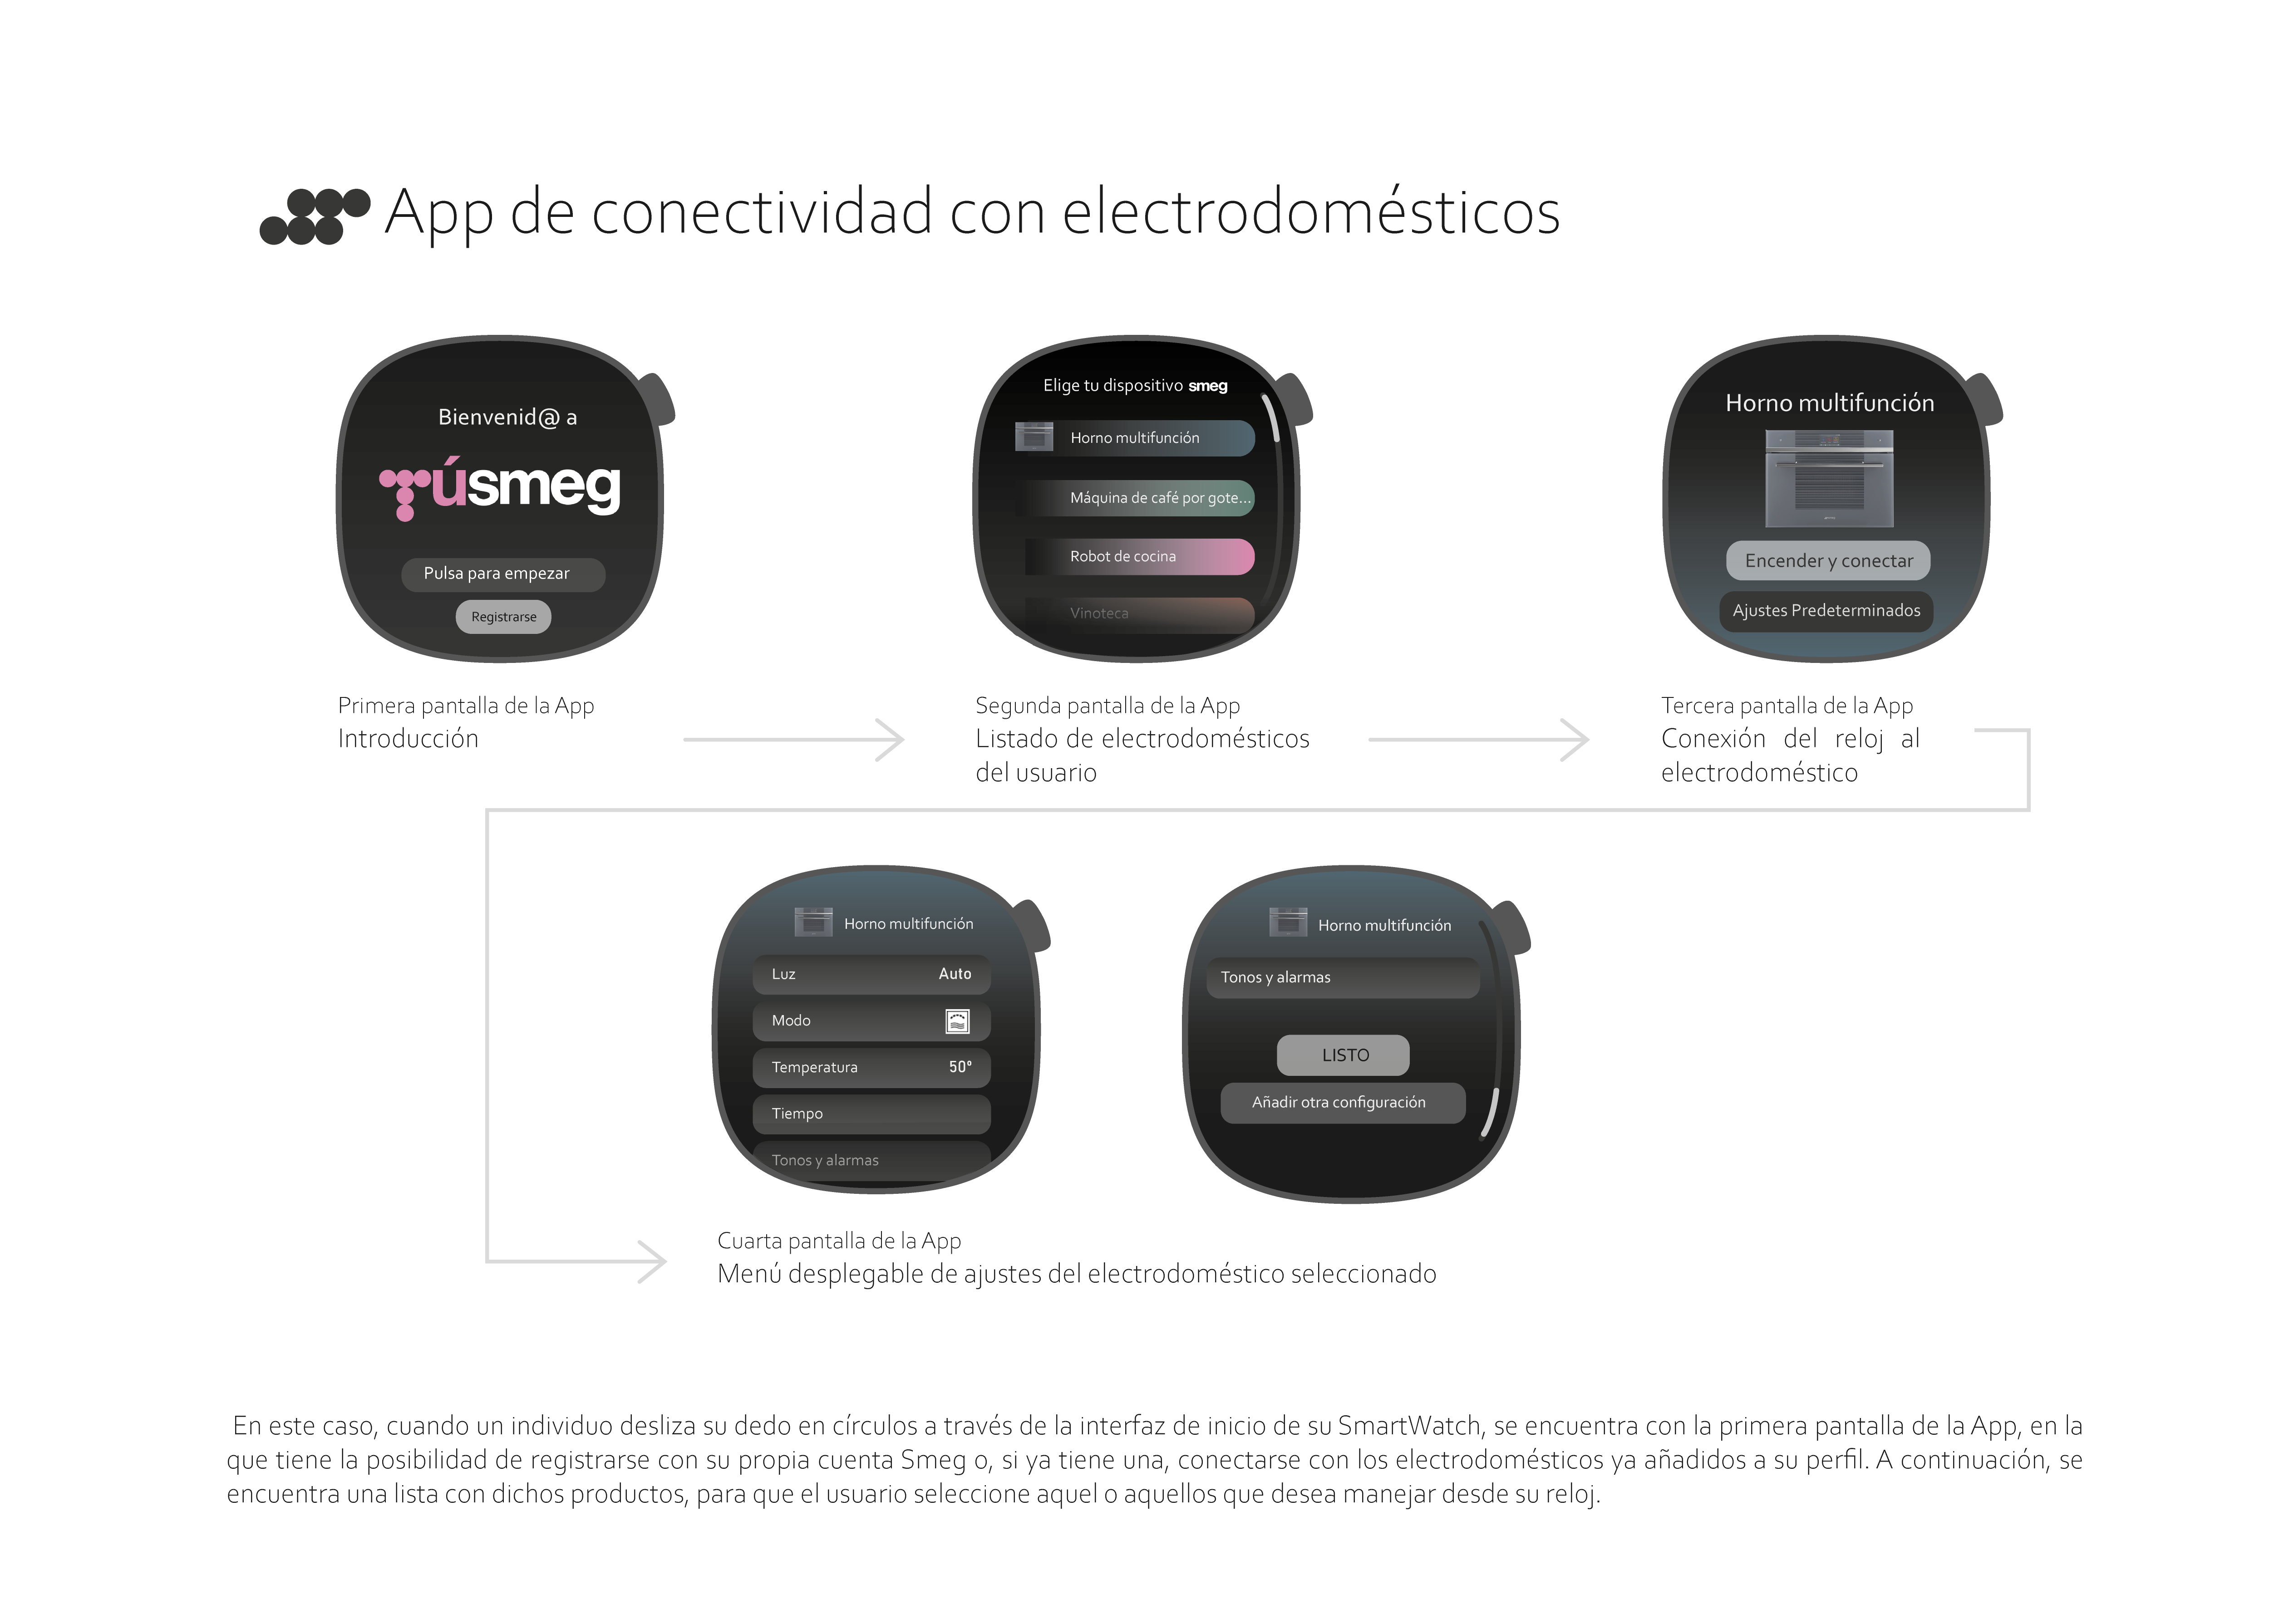 App de conectividad con electrodomésticos
Bienvenid@ a
túsmeg
Pulsa para empezar
Registrarse
Primera pantalla de la App
Introducción
Elige tu dispositivo smeg
Horno multifunción
Máquina de café por gote...
Robot de cocina
Vinoteca
Segunda pantalla de la App
Listado de electrodomésticos
del usuario
Horno multifunción
Encender y conectar
Ajustes Predeterminados
Tercera pantalla de la App
Conexión del reloj al
electrodoméstico
Horno multifunción
Luz Auto
Modo
Temperatura 50º
Tiempo
Tonos y alarmas
Horno multifunción
Tonos y alarmas
LISTO
Añadir otra configuración
Cuarta pantalla de la App
Menú desplegable de ajustes del electrodoméstico seleccionado
En este caso, cuando un individuo desliza su dedo en círculos a través de la interfaz de inicio de su SmartWatch, se encuentra con la primera pantalla de la App, en la
que tiene la posibilidad de registrarse con su propia cuenta Smeg o, si ya tiene una, conectarse con los electrodomésticos ya añadidos a su perfil. A continuación, se
encuentra una lista con dichos productos, para que el usuario seleccione aquel o aquellos que desea manejar desde su reloj.